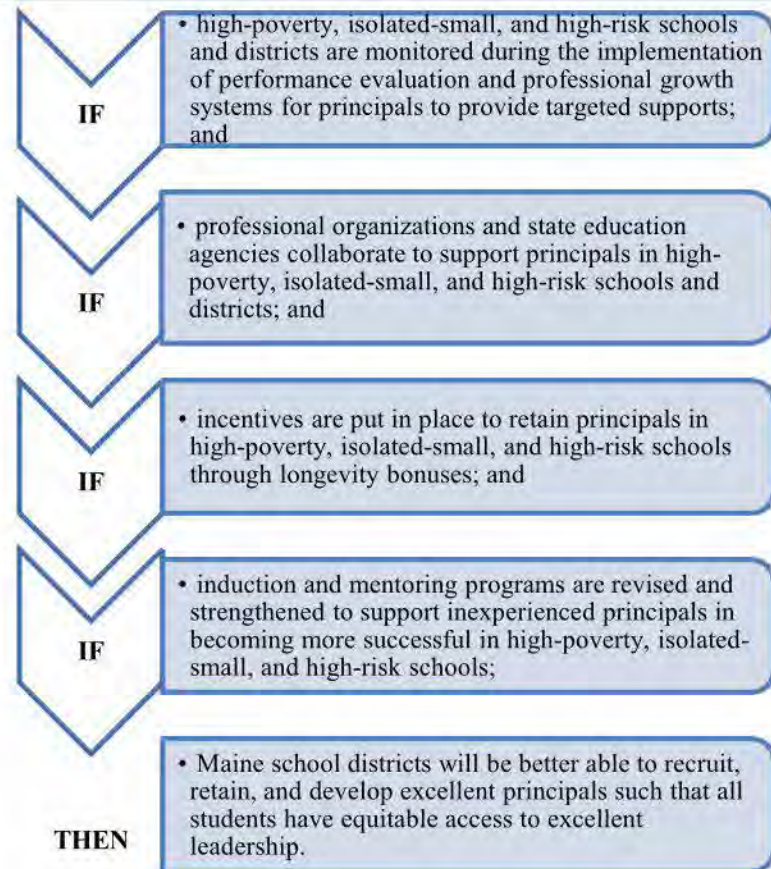 • high-poverty, isolated-small, and high-risk schools
and districts are monitored during the implementation
of performance evaluation and professional growth
systems for principals to provide targeted supports;
and
IF
• professional organizations and state education
agencies collaborate to support principals in high-
poverty, isolated-small, and high-risk schools and
districts; and
IF
• incentives are put in place to retain principals in
high-poverty, isolated-small, and high-risk schools
through longevity bonuses; and
IF
• induction and mentoring programs are revised and
strengthened to support inexperienced principals in
becoming more successful in high-poverty, isolated-
small, and high-risk schools;
IF
• Maine school districts will be better able to recruit,
retain, and develop excellent principals such that all
students have equitable access to excellent
leadership.
THEN